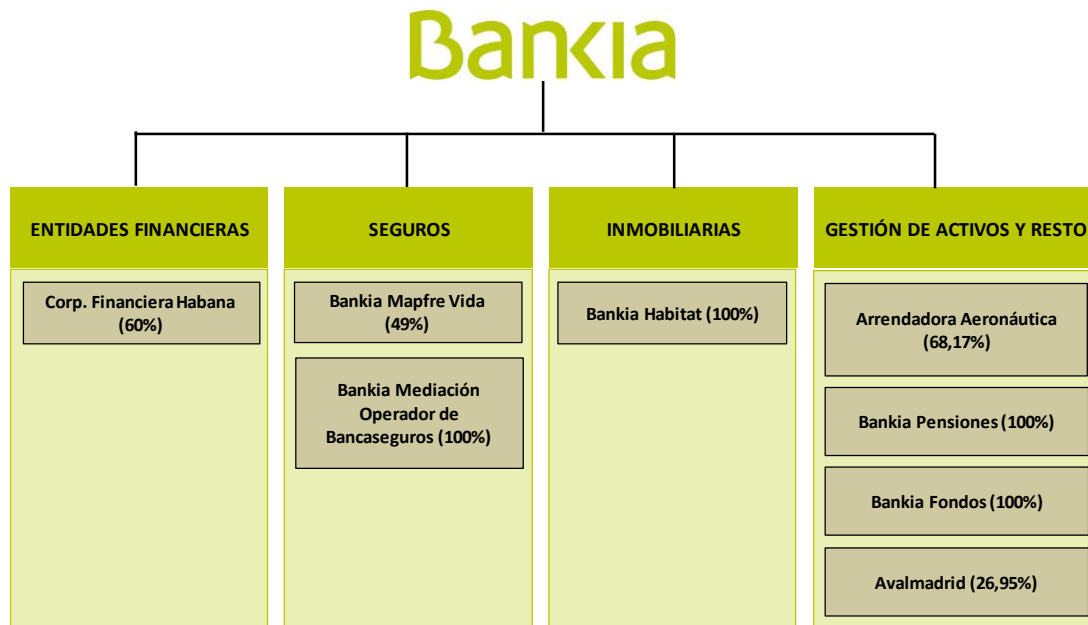 Bankia
ENTIDADES FINANCIERAS
SEGUROS
INMOBILIARIAS
GESTIÓN DE ACTIVOS Y RESTO
Corp. Financiera Habana
(60%)
Bankia Mapfre Vida
(49%)
Bankia Mediación
Operador de
Bancaseguros (100%)
Bankia Habitat (100%)
Arrendadora Aeronáutica
(68,17%)
Bankia Pensiones (100%)
Bankia Fondos (100%)
Avalmadrid (26,95%)